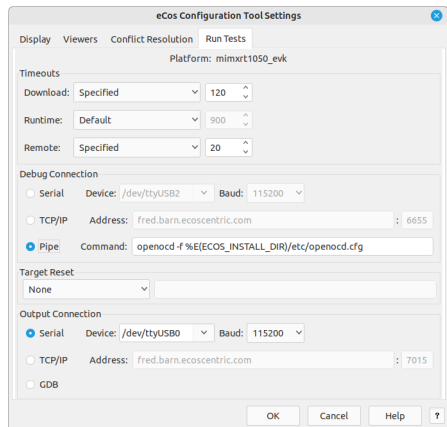 eCos Configuration Tool Settings
Display Viewers Conflict Resolution Run Tests
Platform: mimxrt1050_evk
Timeouts
Download: Specified 120
Runtime: Default 900
Remote: Specified 20
Debug Connection
Serial Device: /dev/ttyUSB2 Baud: 115200
TCP/IP Address: fred.barn.ecoscentric.com : 6655
Pipe Command: openocd -f %E(ECOS_INSTALL_DIR)/etc/openocd.cfg
Target Reset
None
Output Connection
Serial Device: /dev/ttyUSB0 Baud: 115200
TCP/IP Address: fred.barn.ecoscentric.com : 7015
GDB
OK Cancel Help ?